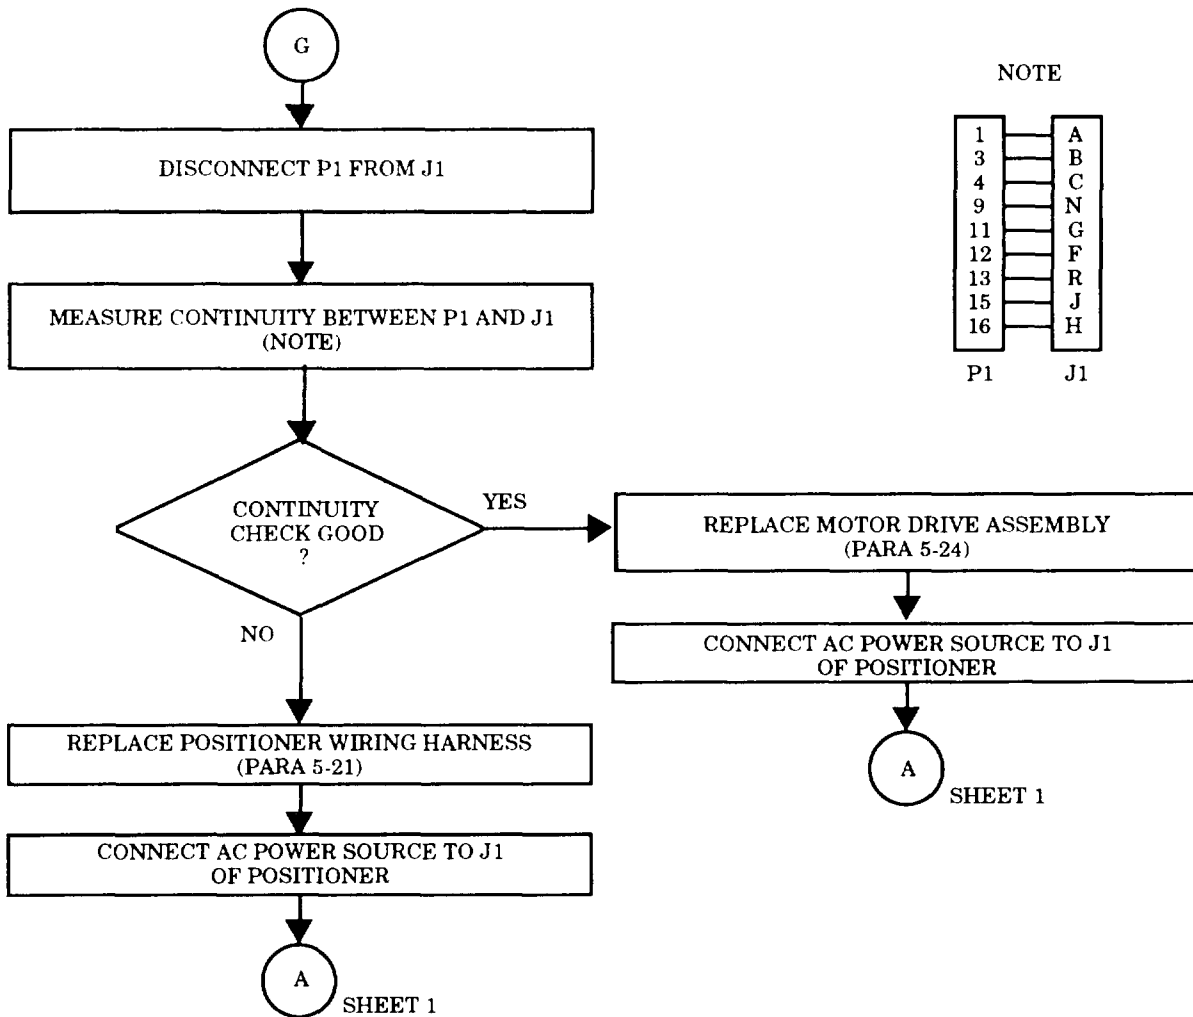 G
DISCONNECT P1 FROM J1
MEASURE CONTINUITY BETWEEN P1 AND J1
(NOTE)
CONTINUITY
CHECK GOOD
?
YES
NO
REPLACE MOTOR DRIVE ASSEMBLY
(PARA 5-24)
CONNECT AC POWER SOURCE TO J1
OF POSITIONER
A
SHEET 1
REPLACE POSITIONER WIRING HARNESS
(PARA 5-21)
CONNECT AC POWER SOURCE TO J1
OF POSITIONER
A
SHEET 1
NOTE
1 A
3 B
4 C
9 N
11 G
12 F
13 R
15 J
16 H
P1 J1